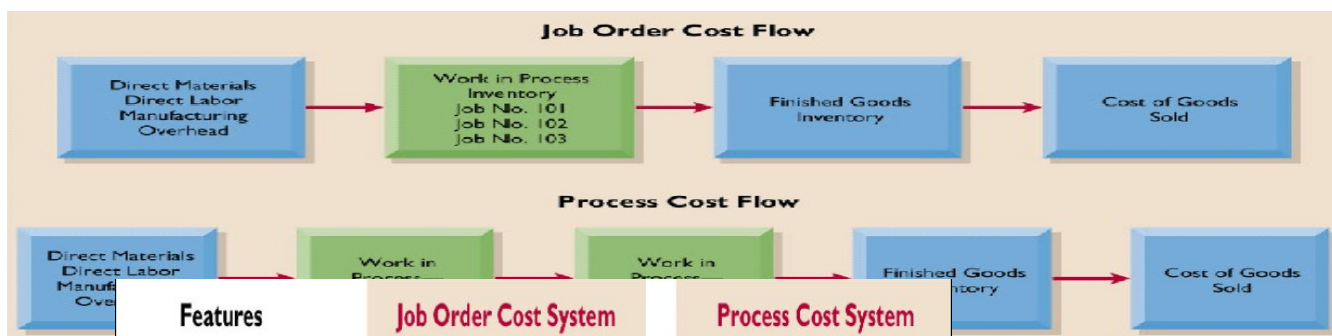 Job Order Cost Flow
Direct Materials
Direct Labor
Manufacturing
Overhead
Work in Process
Inventory
Job No. 101
Job No. 102
Job No. 103
Finished Goods
Inventory
Cost of Goods
Sold
Process Cost Flow
Direct Materials
Direct Labor
Work in
Process—
Work in
Process—
Finished Goods
Cost of Goods
Sold
Features
Job Order Cost System
Process Cost System